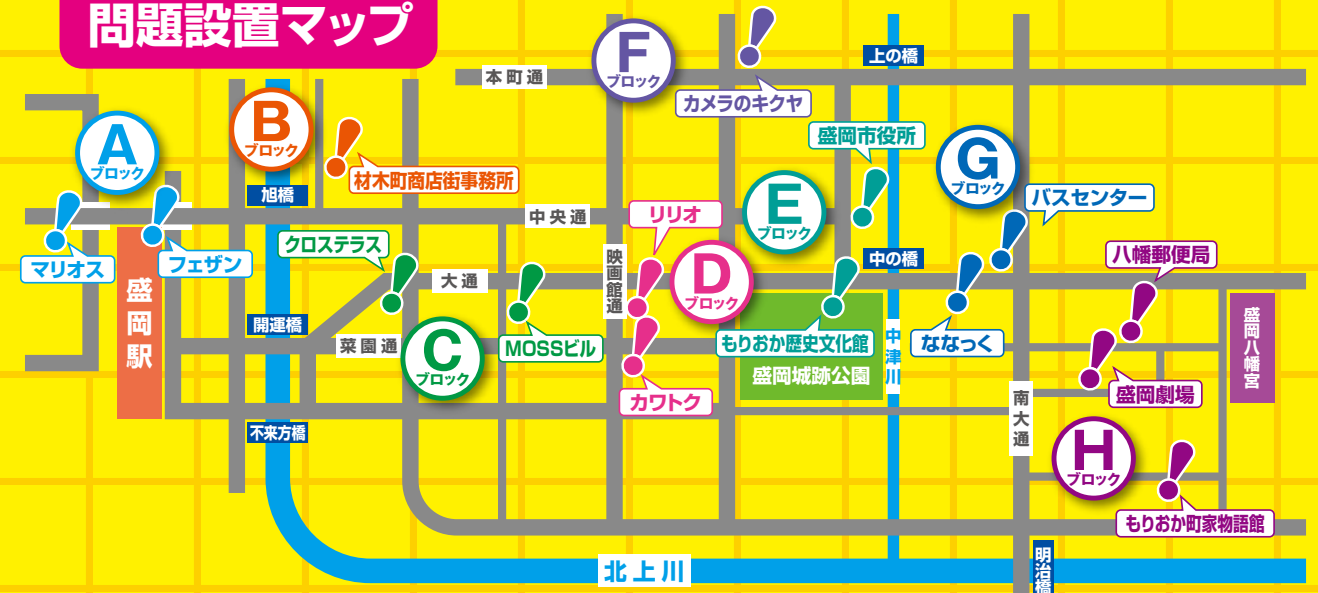 問題設置マップ
F
ブロック
本町通
上の橋
カメラのキクヤ
A
ブロック
B
ブロック
盛岡市役所
G
ブロック
材木町商店街事務所
旭橋
E
ブロック
バスセンター
中央通
リリオ
クロステラス
マリオス
フェザン
映画館通
中の橋
八幡郵便局
大通
D
ブロック
盛岡駅
開運橋
菜園通
C
ブロック
MOSSビル
もりおか歴史文化館
中津川
ななっく
盛岡八幡宮
盛岡城跡公園
盛岡劇場
カワトク
南大通
不来方橋
H
ブロック
もりおか町家物語館
北上川
明治橋